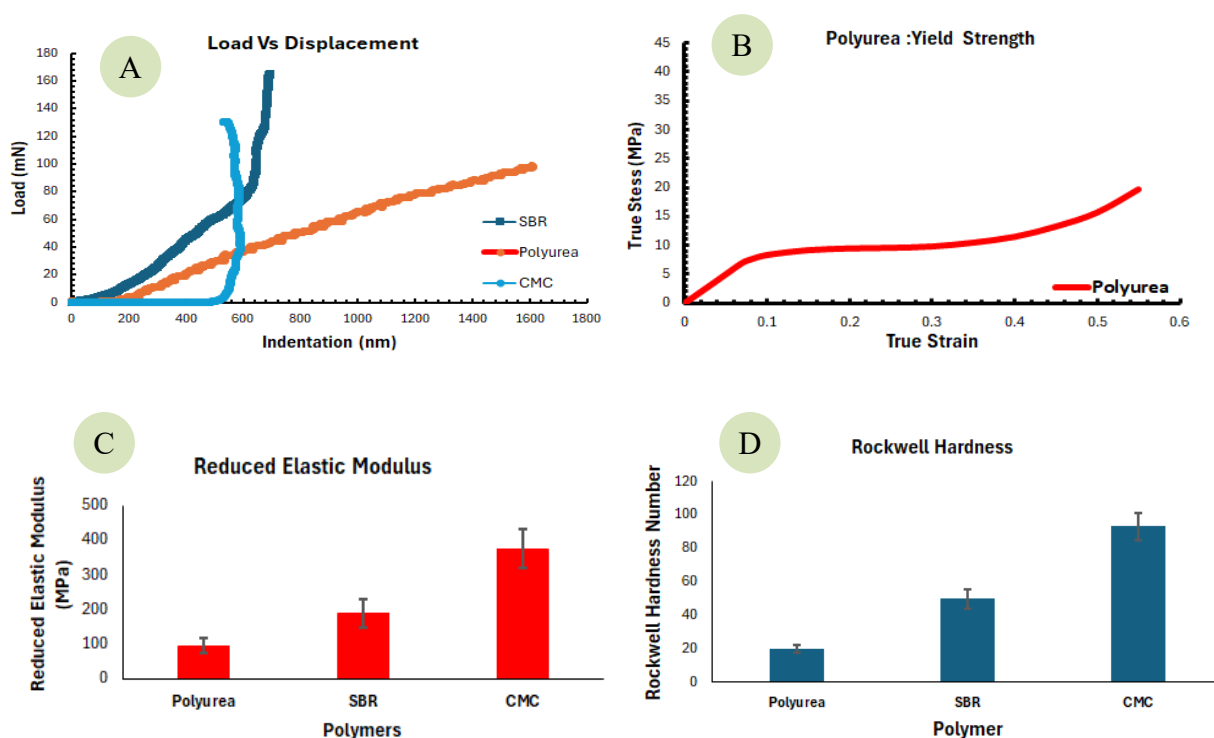 A
Load Vs Displacement
Load (mN)
180
160
140
120
100
80
60
40
20
0
SBR
Polyurea
CMC
0 200 400 600 800 1000 1200 1400 1600 1800
Indentation (nm)
B
Polyurea :Yield Strength
True Stess (MPa)
45
40
35
30
25
20
15
10
5
0
Polyurea
0 0.1 0.2 0.3 0.4 0.5 0.6
True Strain
C
Reduced Elastic Modulus
Reduced Elastic Modulus
(MPa)
500
400
300
200
100
0
Polyurea SBR CMC
Polymers
D
Rockwell Hardness
Rockwell Hardness Number
120
100
80
60
40
20
0
Polyurea SBR CMC
Polymer